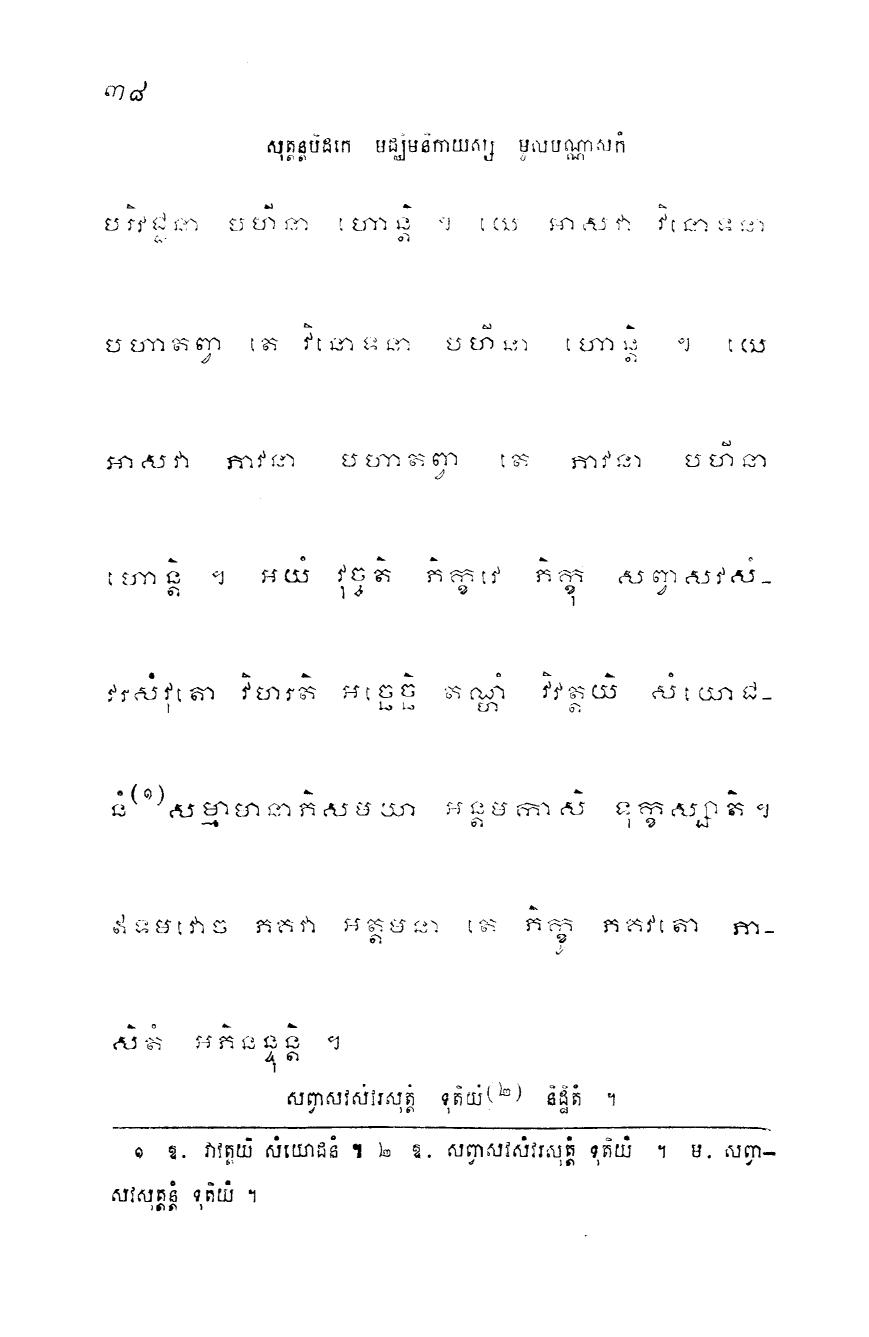 ៣៨
សុត្តន្តបិដកេ មជ្ឈិមនិកាយស្ស មូលបណ្ណាសកំ
បរិវជ្ជនា បហីនា ហោន្តិ ។ យេ អាសវា វិនោទនា
បហាតព្វា តេ វិនោទនា បហីនា ហោន្តិ ។ យេ
អាសវា ភាវនា បហាតព្វា តេ ភាវនា បហីនា
ហោន្តិ ។ អយំ វុច្ចតិ ភិក្ខវេ ភិក្ខុ សព្វាសវសំ-
វរសំវុតោ វិហរតិ អច្ឆេច្ឆិ តណ្ហំ វិវត្តយិ សំយោជ-
នំ(១)សម្មាមានាភិសមយា អន្តមកាសិ ទុក្ខស្សាតិ ។
ឥទមវោច ភគវា អត្តមនា តេ ភិក្ខូ ភគវតោ ភា-
សិតំ អភិនន្ទុន្តិ ។
សព្វាសវសំវរសុត្តំ ទុតិយំ(២) និដ្ឋិតំ ។
១ ឱ. វាវត្តយិ សំយោជនំ ។ ២ ឱ. សព្វាសវសំវរសុត្តំ ទុតិយំ ។ ម. សព្វា-
សវសុត្តន្តំ ទុតិយំ ។